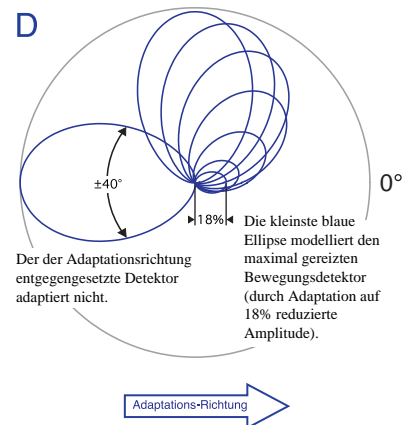 D
±40°
0°
18%
Der der Adaptationsrichtung
entgegengesetzte Detektor
adaptiert nicht.
Die kleinste blaue
Ellipse modelliert den
maximal gereizten
Bewegungsdetektor
(durch Adaptation auf
18% reduzierte
Amplitude).
Adaptations-Richtung